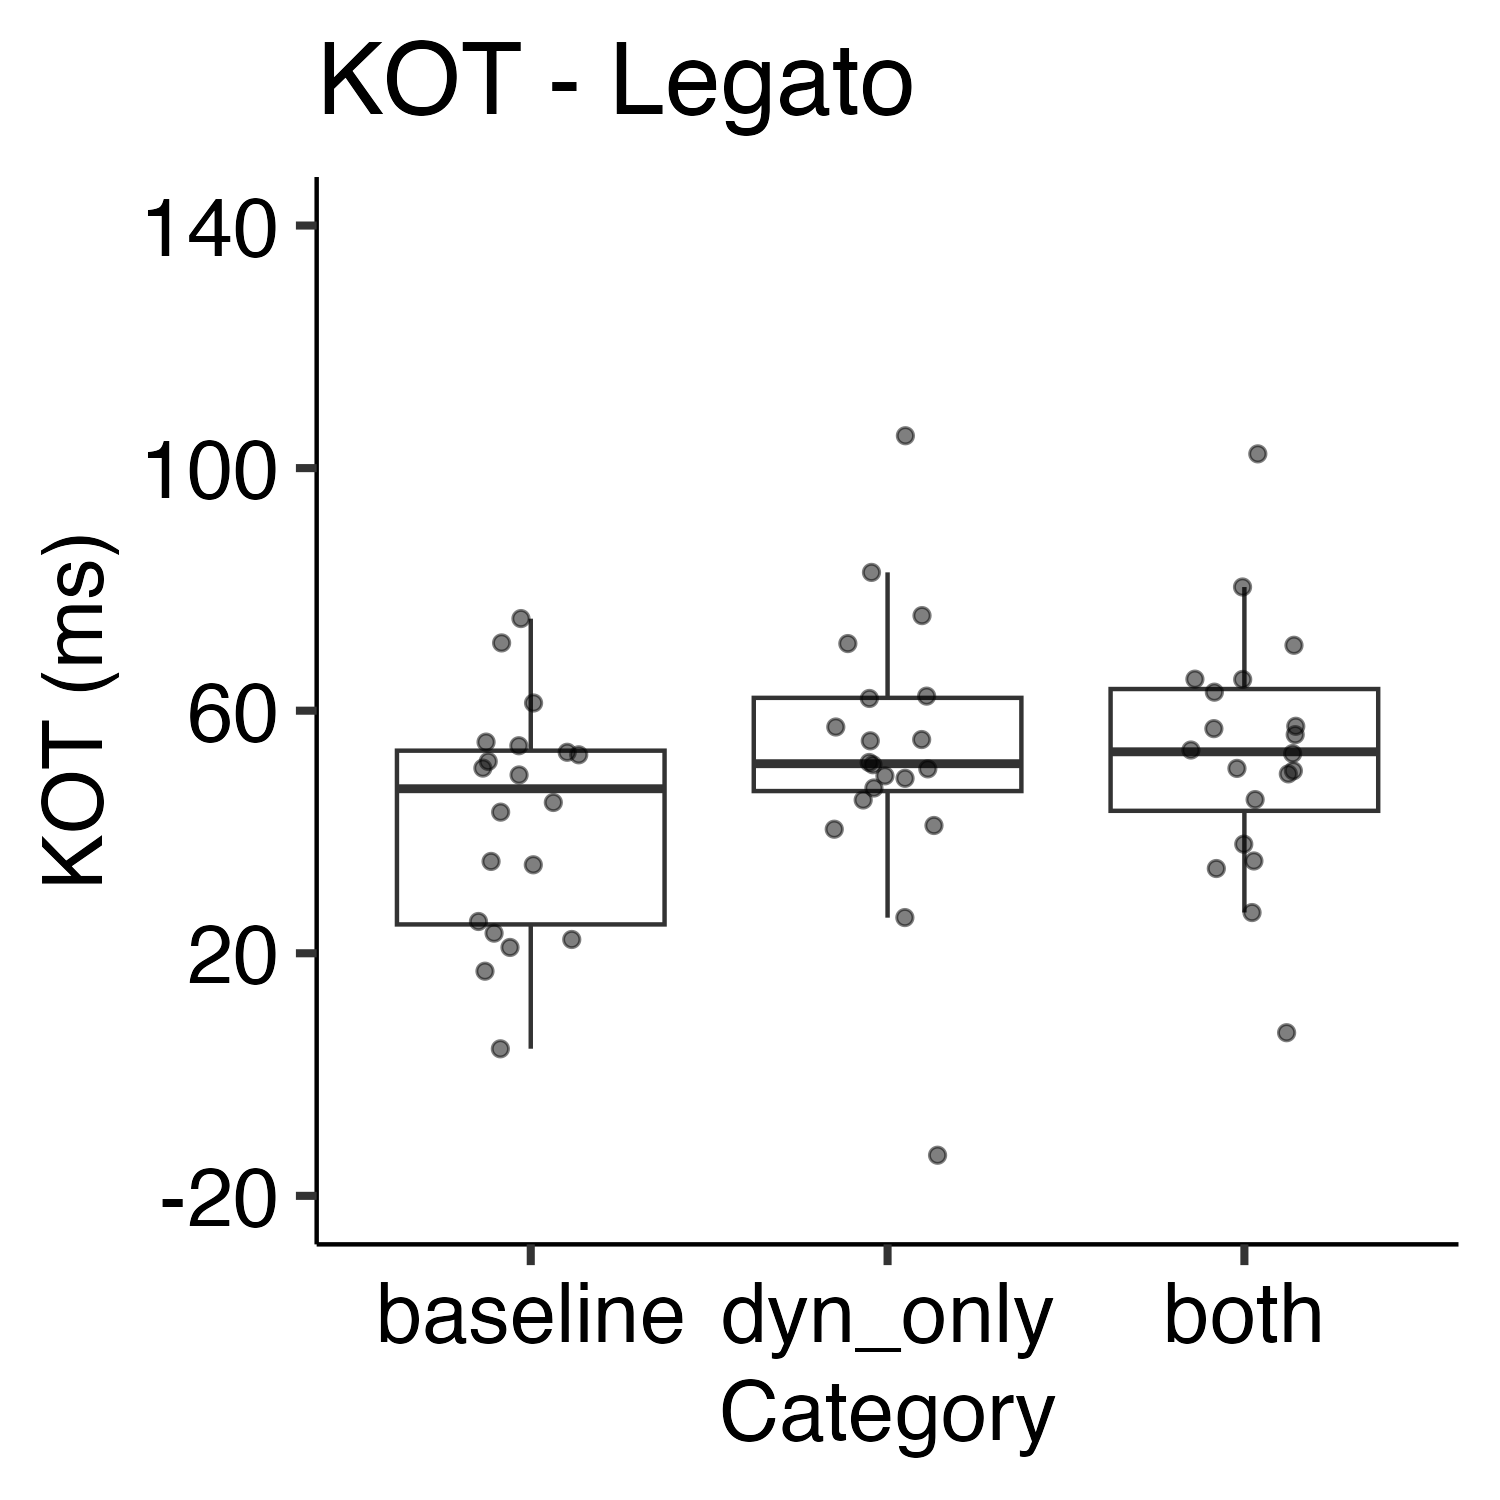 KOT - Legato
140
100
60
20
-20
KOT (ms)
baseline dyn_only both
Category